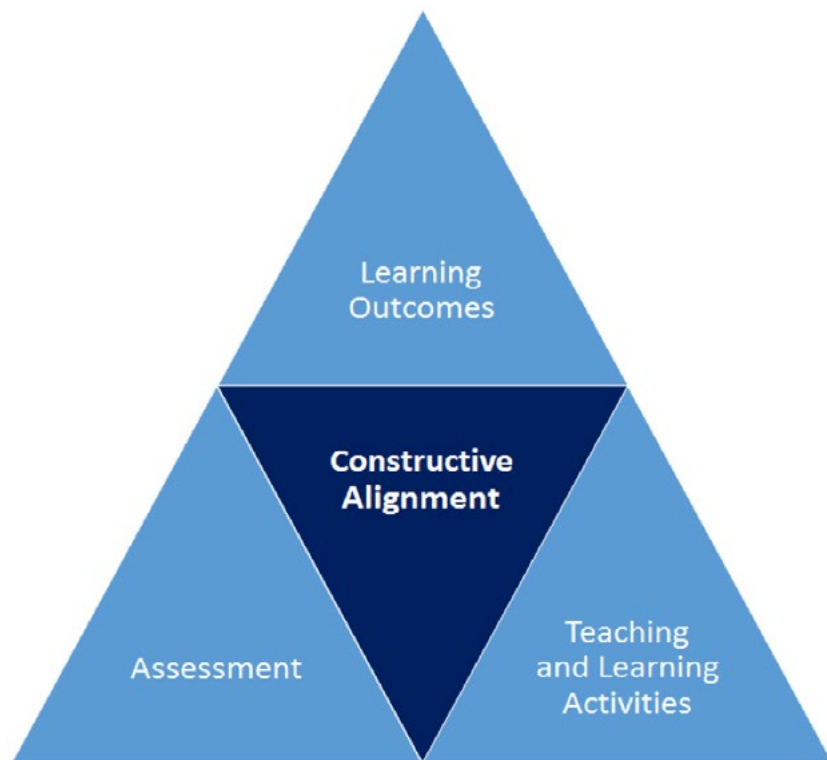 Learning
Outcomes
Constructive
Alignment
Assessment
Teaching
and Learning
Activities